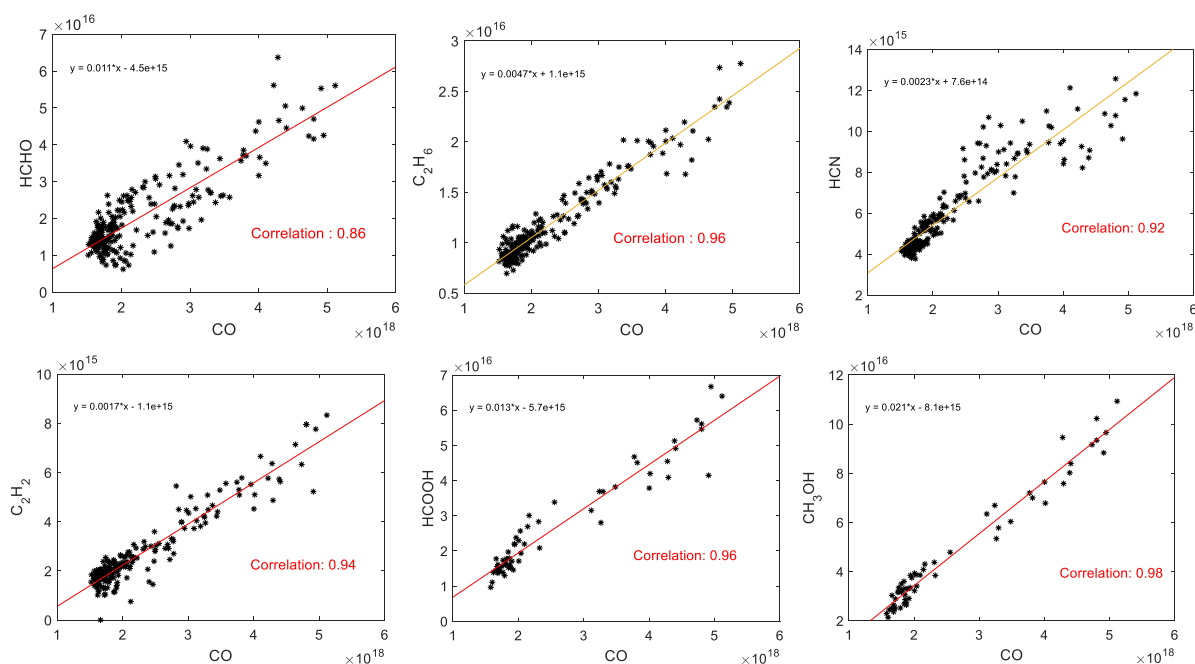 ×10^16
7
6
5
4
3
2
1
0
HCHO
y = 0.011*x - 4.5e+15
Correlation : 0.86
1 2 3 4 5 6
CO
×10^18
×10^16
3
2.5
2
1.5
1
0.5
C_2H_6
y = 0.0047*x + 1.1e+15
Correlation : 0.96
1 2 3 4 5 6
CO
×10^18
×10^15
14
12
10
8
6
4
2
HCN
y = 0.0023*x + 7.6e+14
Correlation: 0.92
1 2 3 4 5 6
CO
×10^18
×10^15
10
8
6
4
2
0
C_2H_2
y = 0.0017*x - 1.1e+15
Correlation: 0.94
1 2 3 4 5 6
CO
×10^18
×10^16
7
6
5
4
3
2
1
0
HCOOH
y = 0.013*x - 5.7e+15
Correlation: 0.96
1 2 3 4 5 6
CO
×10^18
×10^16
12
10
8
6
4
2
CH_3OH
y = 0.021*x - 8.1e+15
Correlation: 0.98
1 2 3 4 5 6
CO
×10^18